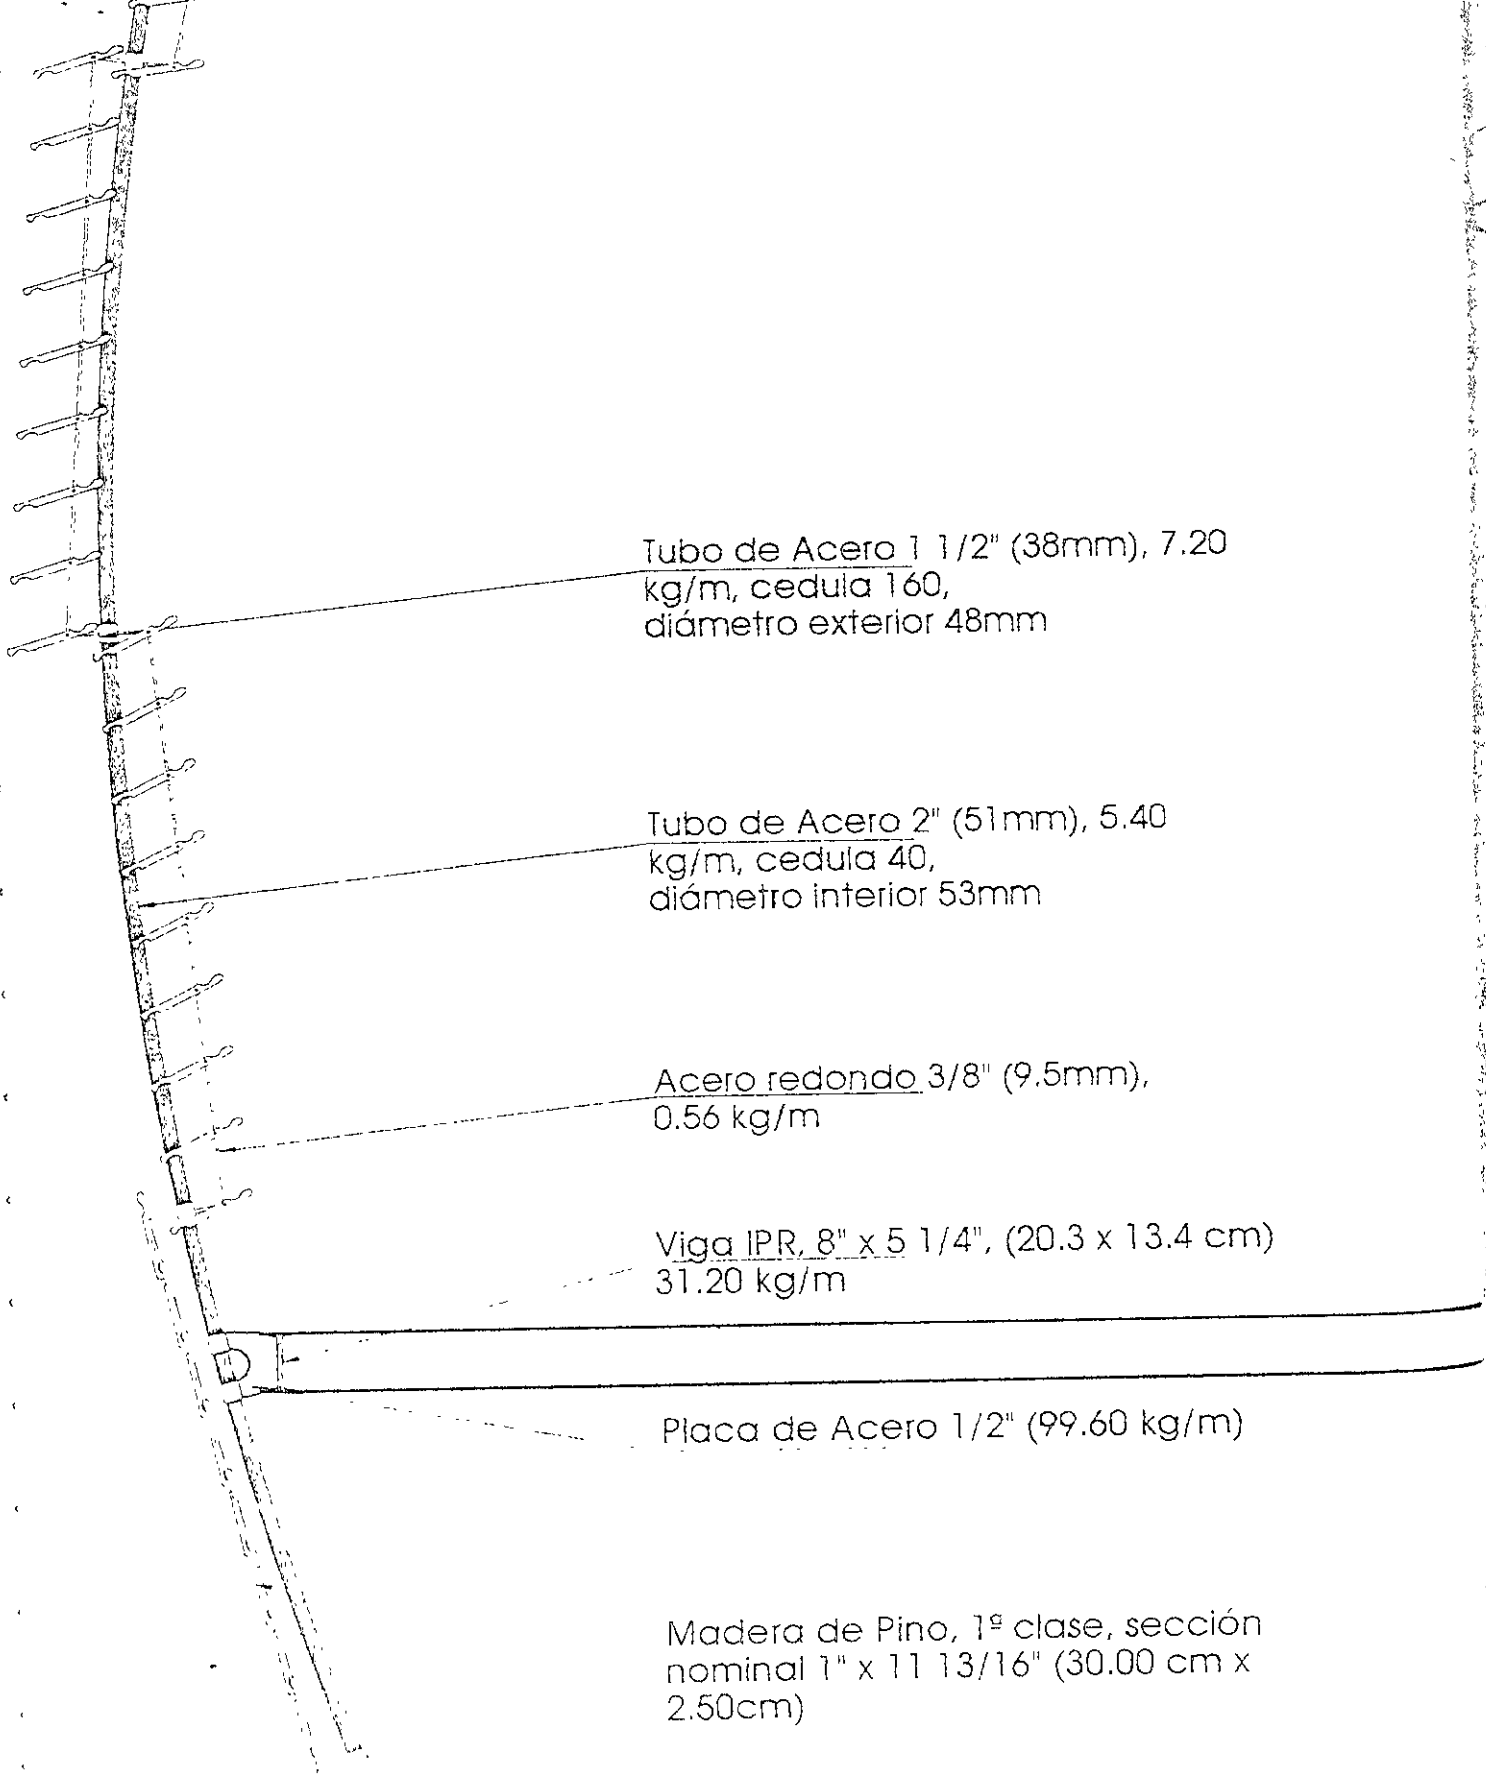 Tubo de Acero 1 1/2" (38mm), 7.20
kg/m, cedula 160,
diámetro exterior 48mm
Tubo de Acero 2" (51mm), 5.40
kg/m, cedula 40,
diámetro interior 53mm
Acero redondo 3/8" (9.5mm),
0.56 kg/m
Viga IPR, 8" x 5 1/4", (20.3 x 13.4 cm)
31.20 kg/m
Placa de Acero 1/2" (99.60 kg/m)
Madera de Pino, 1ª clase, sección
nominal 1" x 11 13/16" (30.00 cm x
2.50cm)